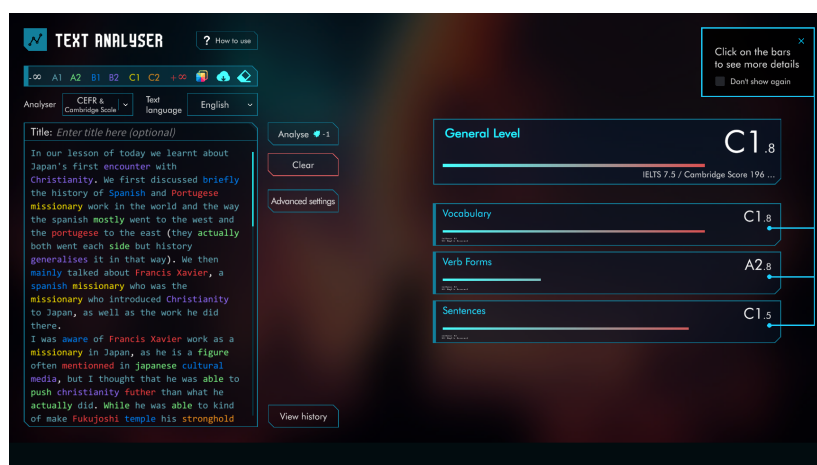 TEXT ANALYSER
? How to use
-∞ A1 A2 B1 B2 C1 C2 +∞
Analyser
CEFR &
Cambridge Scale
Text
language
English
Title: Enter title here (optional)
In our lesson of today we learnt about
Japan's first encounter with
Christianity. We first discussed briefly
the history of Spanish and Portugese
missionary work in the world and the way
the spanish mostly went to the west and
the portugese to the east (they actually
both went each side but history
generalises it in that way). We then
mainly talked about Francis Xavier, a
spanish missionary who was the
missionary who introduced Christianity
to Japan, as well as the work he did
there.
I was aware of Francis Xavier work as a
missionary in Japan, as he is a figure
often mentionned in japanese cultural
media, but I thought that he was able to
push christianity futher than what he
actually did. While he was able to kind
of make Fukujoshi temple his stronghold
Analyse -1
Clear
Advanced settings
View history
General Level
C1.8
IELTS 7.5 / Cambridge Score 196 ...
Vocabulary
C1.8
Verb Forms
A2.8
Sentences
C1.5
×
Click on the bars
to see more details
Don't show again